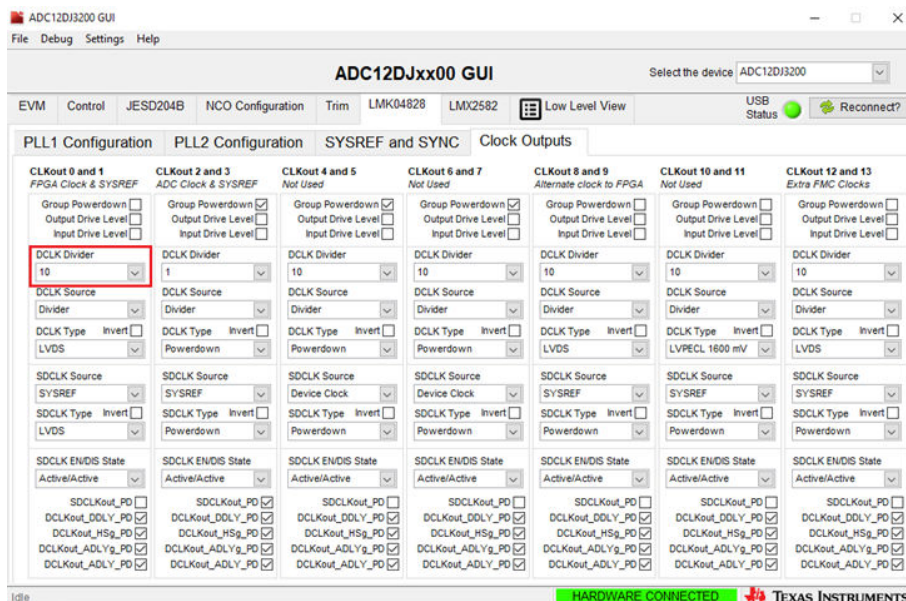 ADC12DJ3200 GUI
File Debug Settings Help
ADC12DJxx00 GUI
Select the device ADC12DJ3200
EVM Control JESD204B NCO Configuration Trim LMK04828 LMX2582 Low Level View USB Status Reconnect?
PLL1 Configuration PLL2 Configuration SYSREF and SYNC Clock Outputs
CLKout 0 and 1 CLKout 2 and 3 CLKout 4 and 5 CLKout 6 and 7 CLKout 8 and 9 CLKout 10 and 11 CLKout 12 and 13
FPGA Clock & SYSREF ADC Clock & SYSREF Not Used Not Used Alternate clock to FPGA Not Used Extra FMC Clocks
Group Powerdown Group Powerdown Group Powerdown Group Powerdown Group Powerdown Group Powerdown Group Powerdown
Output Drive Level Output Drive Level Output Drive Level Output Drive Level Output Drive Level Output Drive Level Output Drive Level
Input Drive Level Input Drive Level Input Drive Level Input Drive Level Input Drive Level Input Drive Level Input Drive Level
DCLK Divider DCLK Divider DCLK Divider DCLK Divider DCLK Divider DCLK Divider DCLK Divider
10 1 10 10 10 10 10
DCLK Source DCLK Source DCLK Source DCLK Source DCLK Source DCLK Source DCLK Source
Divider Divider Divider Divider Divider Divider Divider
DCLK Type Invert DCLK Type Invert DCLK Type Invert DCLK Type Invert DCLK Type Invert DCLK Type Invert DCLK Type Invert
LVDS Powerdown Powerdown Powerdown LVDS LVPECL 1600 mV LVDS
SDCLK Source SDCLK Source SDCLK Source SDCLK Source SDCLK Source SDCLK Source SDCLK Source
SYSREF SYSREF Device Clock Device Clock SYSREF SYSREF SYSREF
SDCLK Type Invert SDCLK Type Invert SDCLK Type Invert SDCLK Type Invert SDCLK Type Invert SDCLK Type Invert SDCLK Type Invert
LVDS Powerdown Powerdown Powerdown Powerdown Powerdown Powerdown
SDCLK EN/DIS State SDCLK EN/DIS State SDCLK EN/DIS State SDCLK EN/DIS State SDCLK EN/DIS State SDCLK EN/DIS State SDCLK EN/DIS State
Active/Active Active/Active Active/Active Active/Active Active/Active Active/Active Active/Active
SDCLKout_PD SDCLKout_PD SDCLKout_PD SDCLKout_PD SDCLKout_PD SDCLKout_PD SDCLKout_PD
DCLKout_DDLY_PD DCLKout_DDLY_PD DCLKout_DDLY_PD DCLKout_DDLY_PD DCLKout_DDLY_PD DCLKout_DDLY_PD DCLKout_DDLY_PD
DCLKout_HSg_PD DCLKout_HSg_PD DCLKout_HSg_PD DCLKout_HSg_PD DCLKout_HSg_PD DCLKout_HSg_PD DCLKout_HSg_PD
DCLKout_ADLYg_PD DCLKout_ADLYg_PD DCLKout_ADLYg_PD DCLKout_ADLYg_PD DCLKout_ADLYg_PD DCLKout_ADLYg_PD DCLKout_ADLYg_PD
DCLKout_ADLY_PD DCLKout_ADLY_PD DCLKout_ADLY_PD DCLKout_ADLY_PD DCLKout_ADLY_PD DCLKout_ADLY_PD DCLKout_ADLY_PD
Idle HARDWARE CONNECTED TEXAS INSTRUMENTS